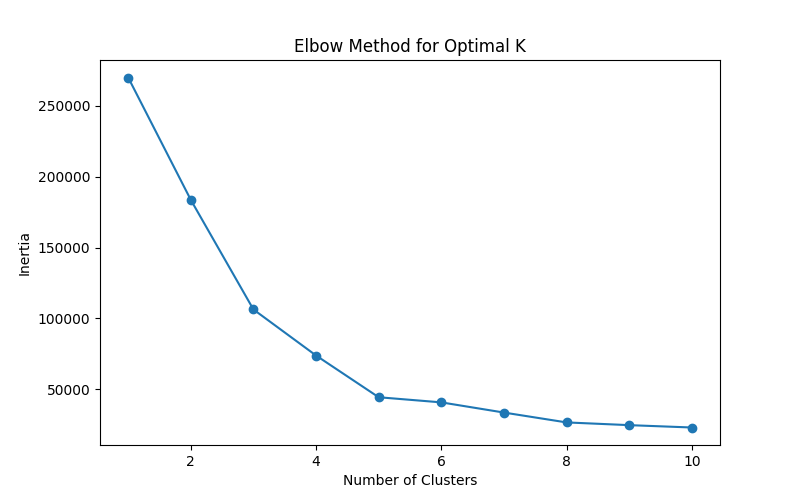 Elbow Method for Optimal K
250000
200000
150000
100000
50000
Inertia
2 4 6 8 10
Number of Clusters